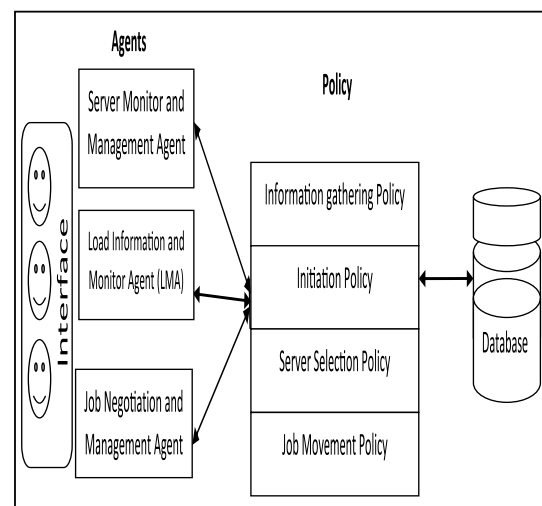 Agents
Policy
Interface
Server Monitor and
Management Agent
Load Information and
Monitor Agent (LMA)
Job Negotiation and
Management Agent
Information gathering Policy
Initiation Policy
Server Selection Policy
Job Movement Policy
Database